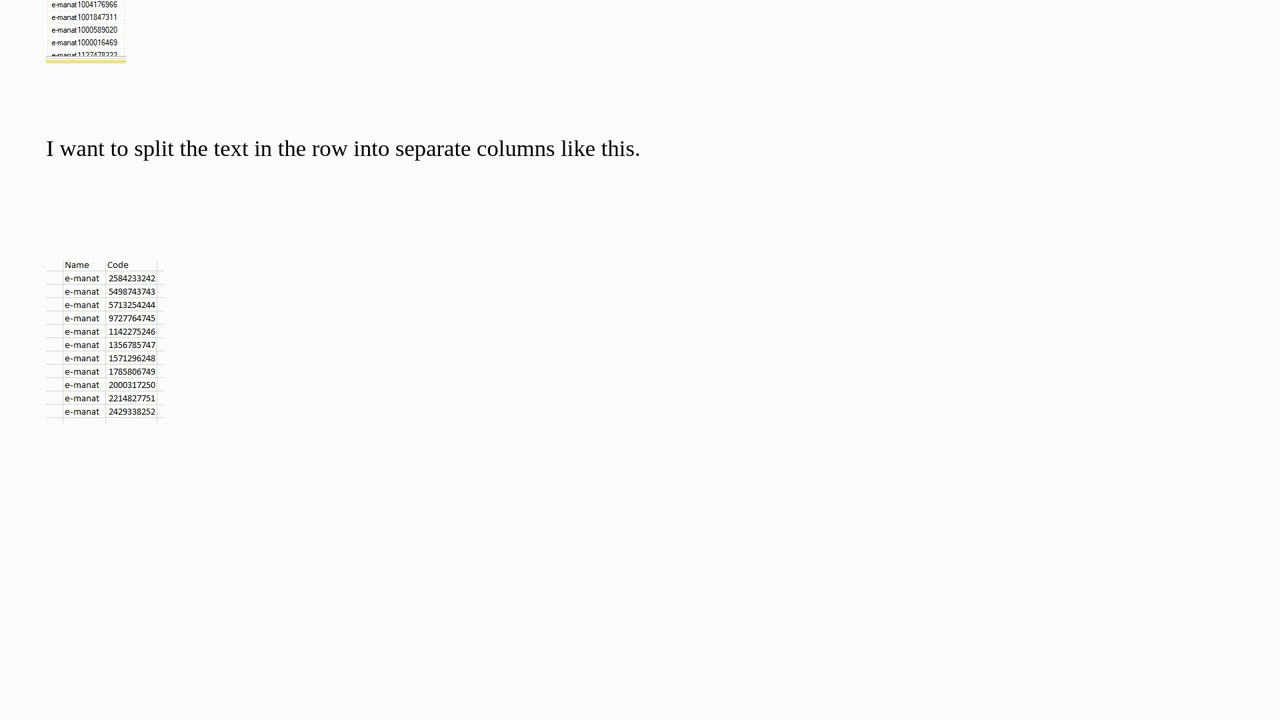 e-manat1004176966
e-manat1001847311
e-manat1000589020
e-manat1000016469
e-manat1127478222
I want to split the text in the row into separate columns like this.
Name Code
e-manat 2584233242
e-manat 5498743743
e-manat 5713254244
e-manat 9727764745
e-manat 1142275246
e-manat 1356785747
e-manat 1571296248
e-manat 1785806749
e-manat 2000317250
e-manat 2214827751
e-manat 2429338252